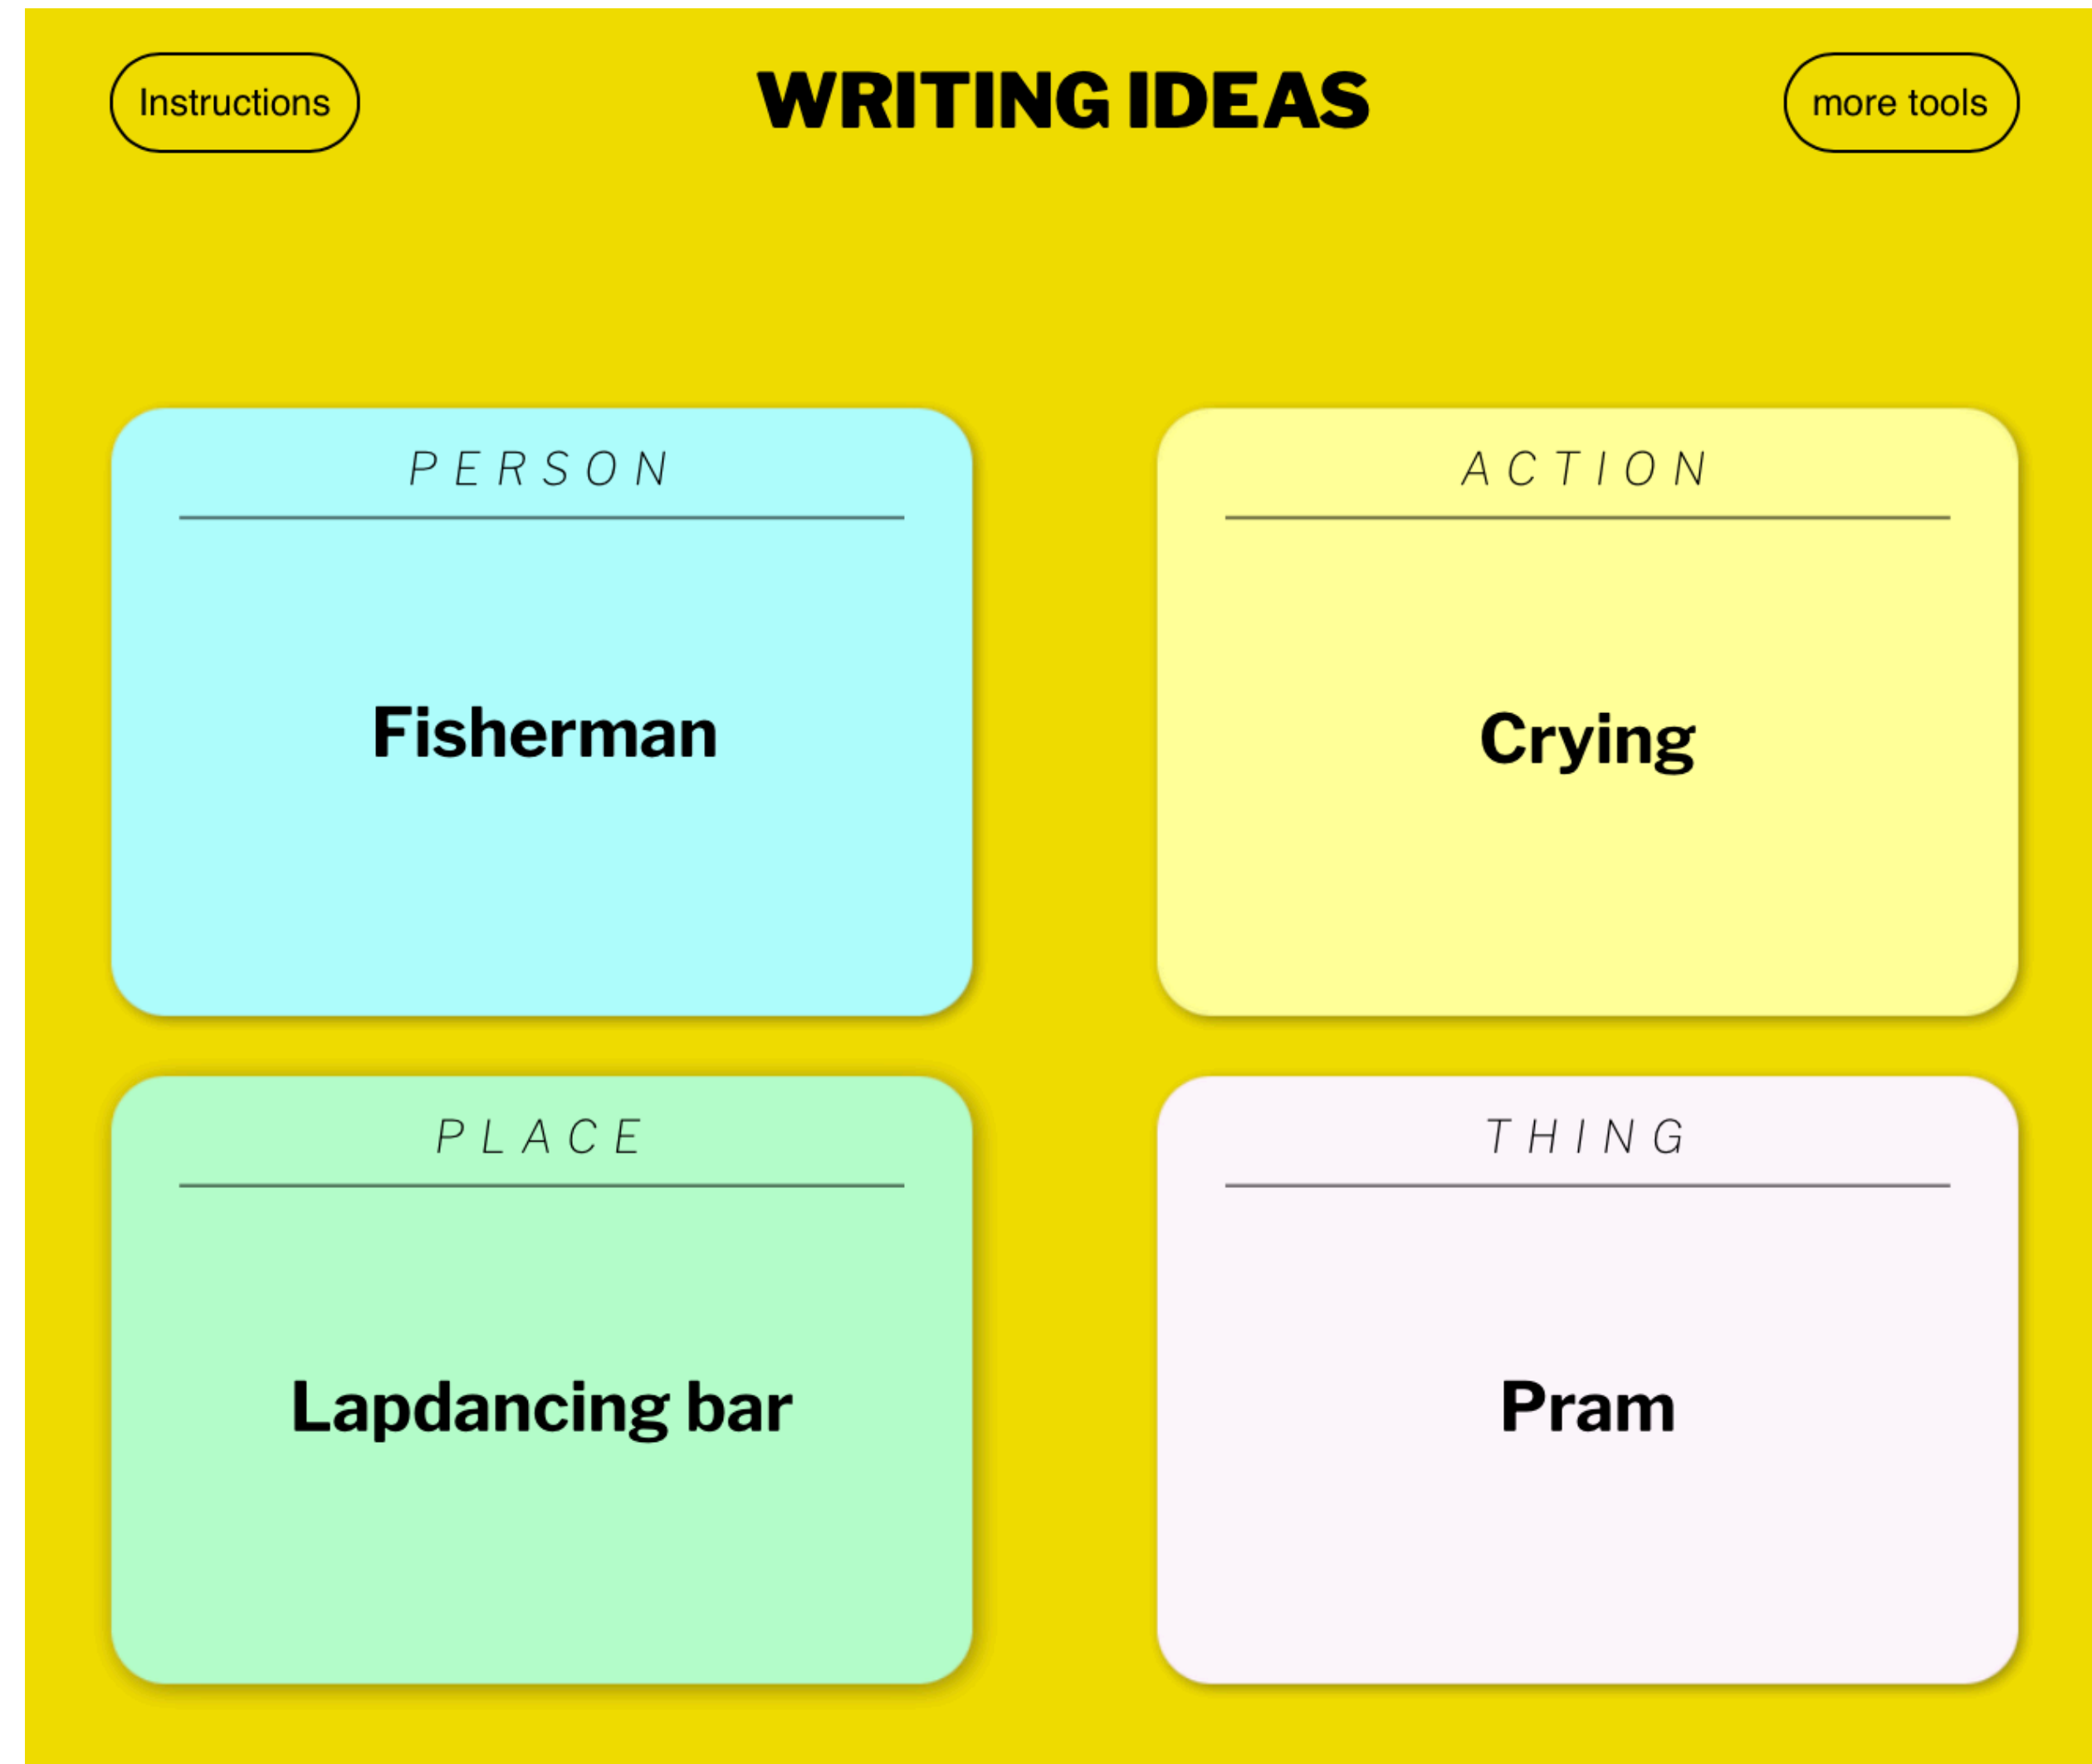 Instructions
WRITING IDEAS
more tools
PERSON
Fisherman
ACTION
Crying
PLACE
Lapdancing bar
THING
Pram